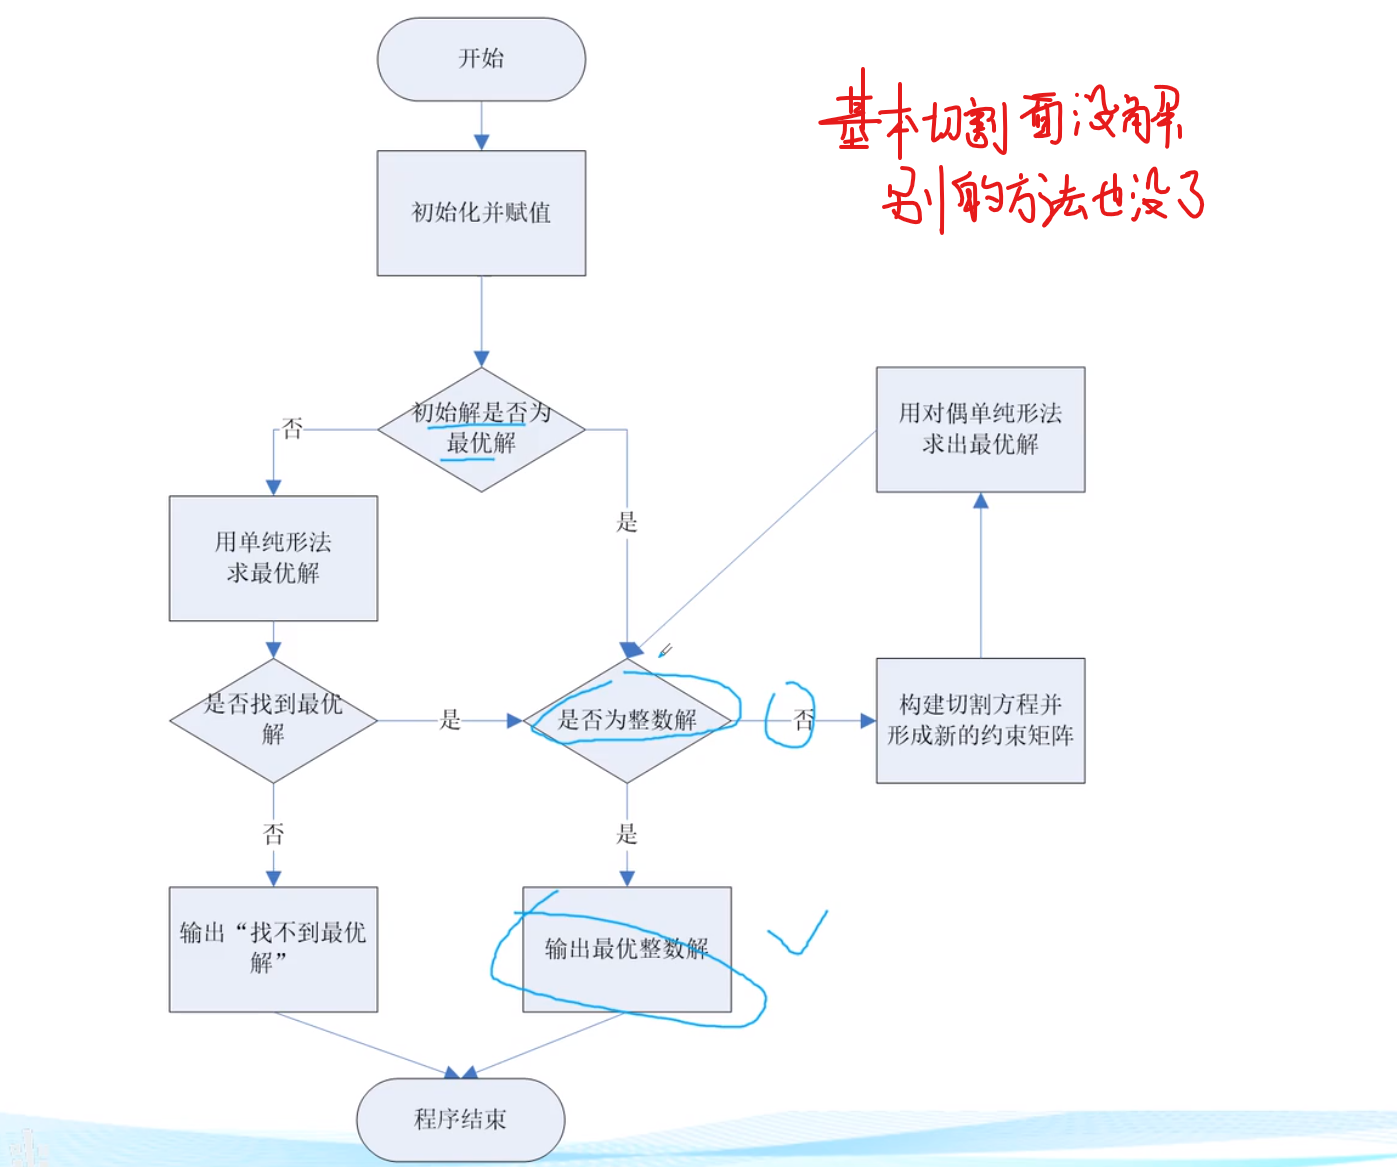 开始
基本切割面没解
别的方法也没了
初始化并赋值
初始解是否为
最优解
否
是
用对偶单纯形法
求出最优解
用单纯形法
求最优解
是否找到最优
解
是
是否为整数解
否
构建切割方程并
形成新的约束矩阵
否
是
输出“找不到最优
解”
输出最优整数解
程序结束